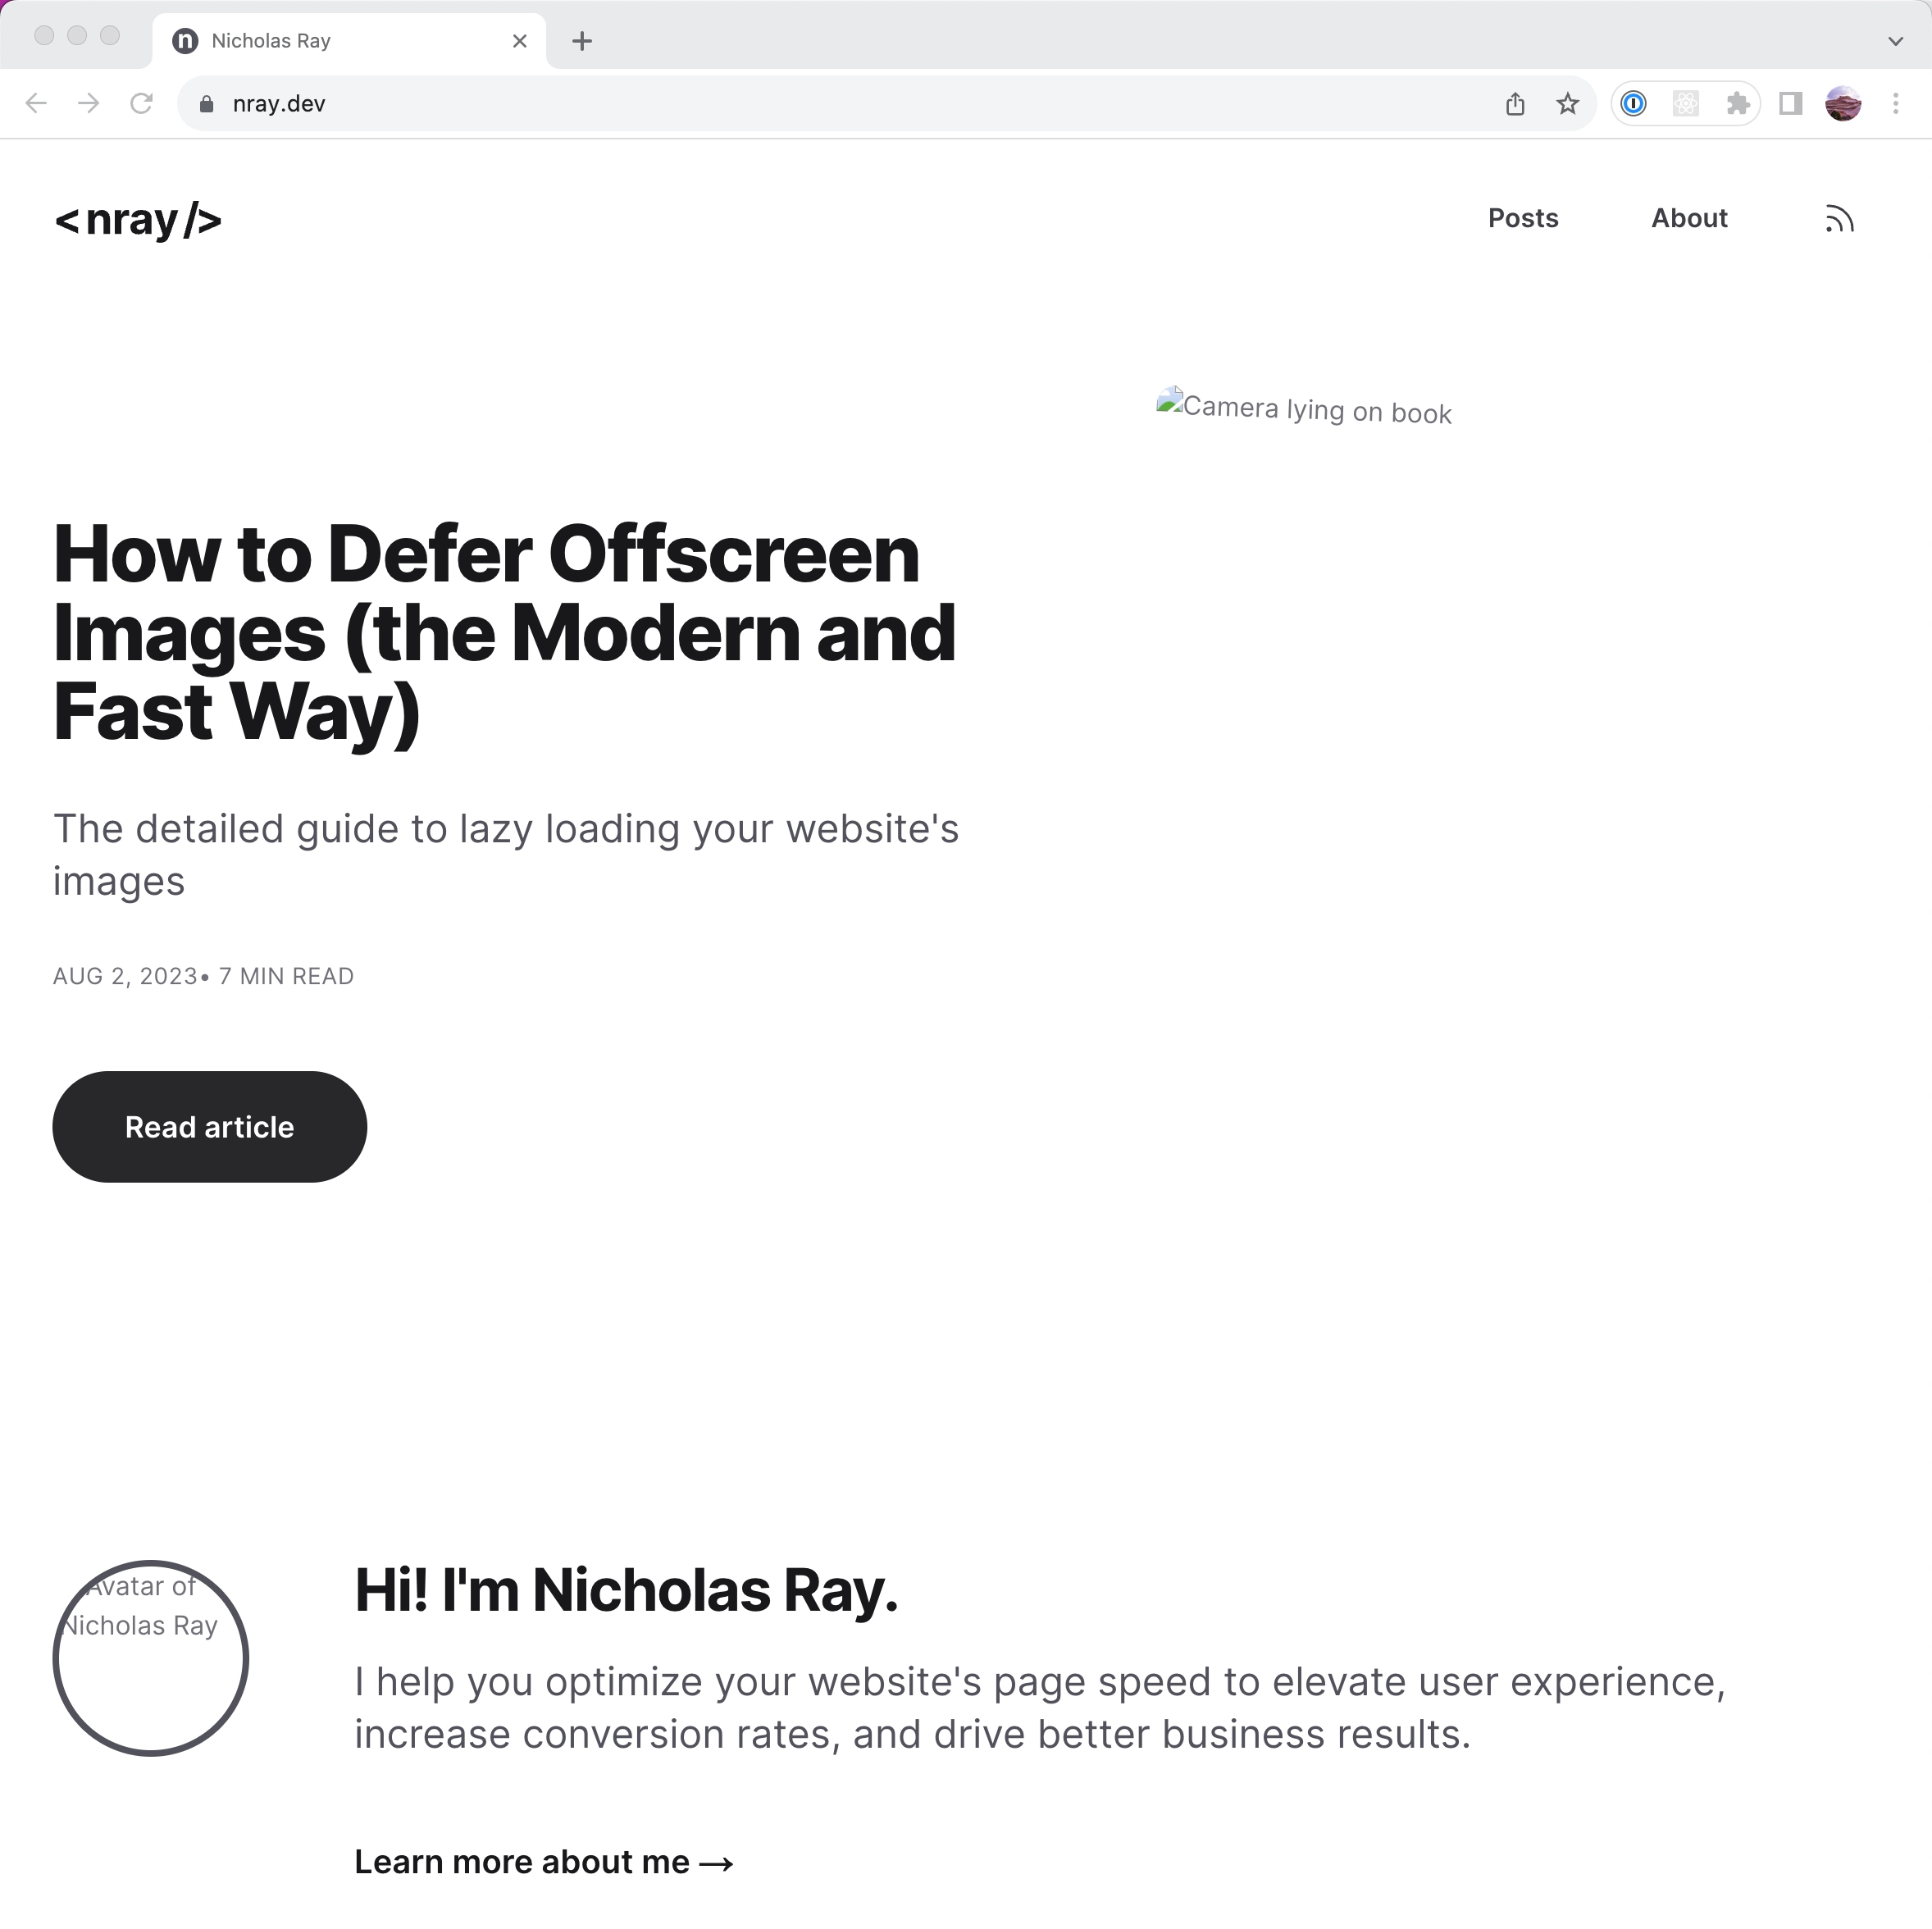 Nicholas Ray
nray.dev
<nray/>
Posts
About
Camera lying on book
How to Defer Offscreen
Images (the Modern and
Fast Way)
The detailed guide to lazy loading your website's
images
AUG 2, 2023• 7 MIN READ
Read article
Avatar of
Nicholas Ray
Hi! I'm Nicholas Ray.
I help you optimize your website's page speed to elevate user experience,
increase conversion rates, and drive better business results.
Learn more about me →